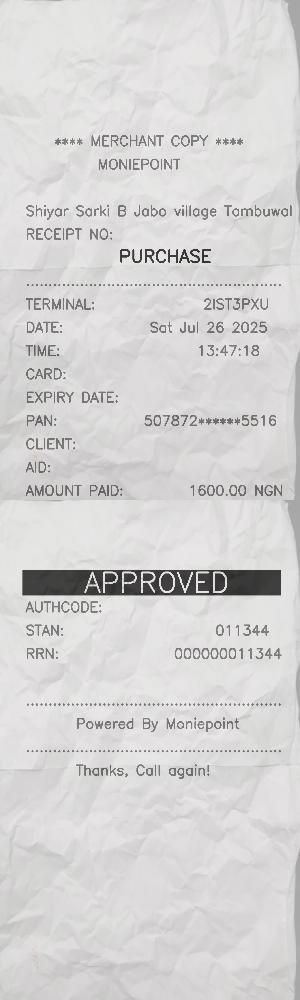 **** MERCHANT COPY ****
MONIEPOINT
Shiyar Sarki B Jabo village Tambuwal
RECEIPT NO:
PURCHASE
TERMINAL: 2IST3PXU
DATE: Sat Jul 26 2025
TIME: 13:47:18
CARD:
EXPIRY DATE:
PAN: 507872******5516
CLIENT:
AID:
AMOUNT PAID: 1600.00 NGN
APPROVED
AUTHCODE:
STAN: 011344
RRN: 000000011344
Powered By Moniepoint
Thanks, Call again!